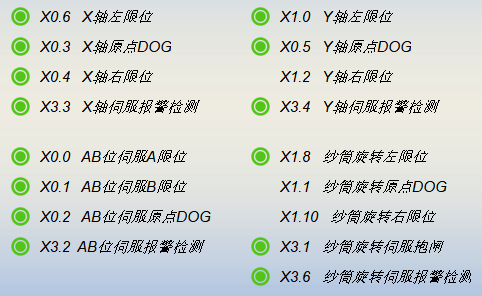 X0.6 X轴左限位
X0.3 X轴原点DOG
X0.4 X轴右限位
X3.3 X轴伺服报警检测
X0.0 AB位伺服A限位
X0.1 AB位伺服B限位
X0.2 AB位伺服原点DOG
X3.2 AB位伺服报警检测
X1.0 Y轴左限位
X0.5 Y轴原点DOG
X1.2 Y轴右限位
X3.4 Y轴伺服报警检测
X1.8 纱筒旋转左限位
X1.1 纱筒旋转原点DOG
X1.10 纱筒旋转右限位
X3.1 纱筒旋转伺服抱闸
X3.6 纱筒旋转伺服报警检测